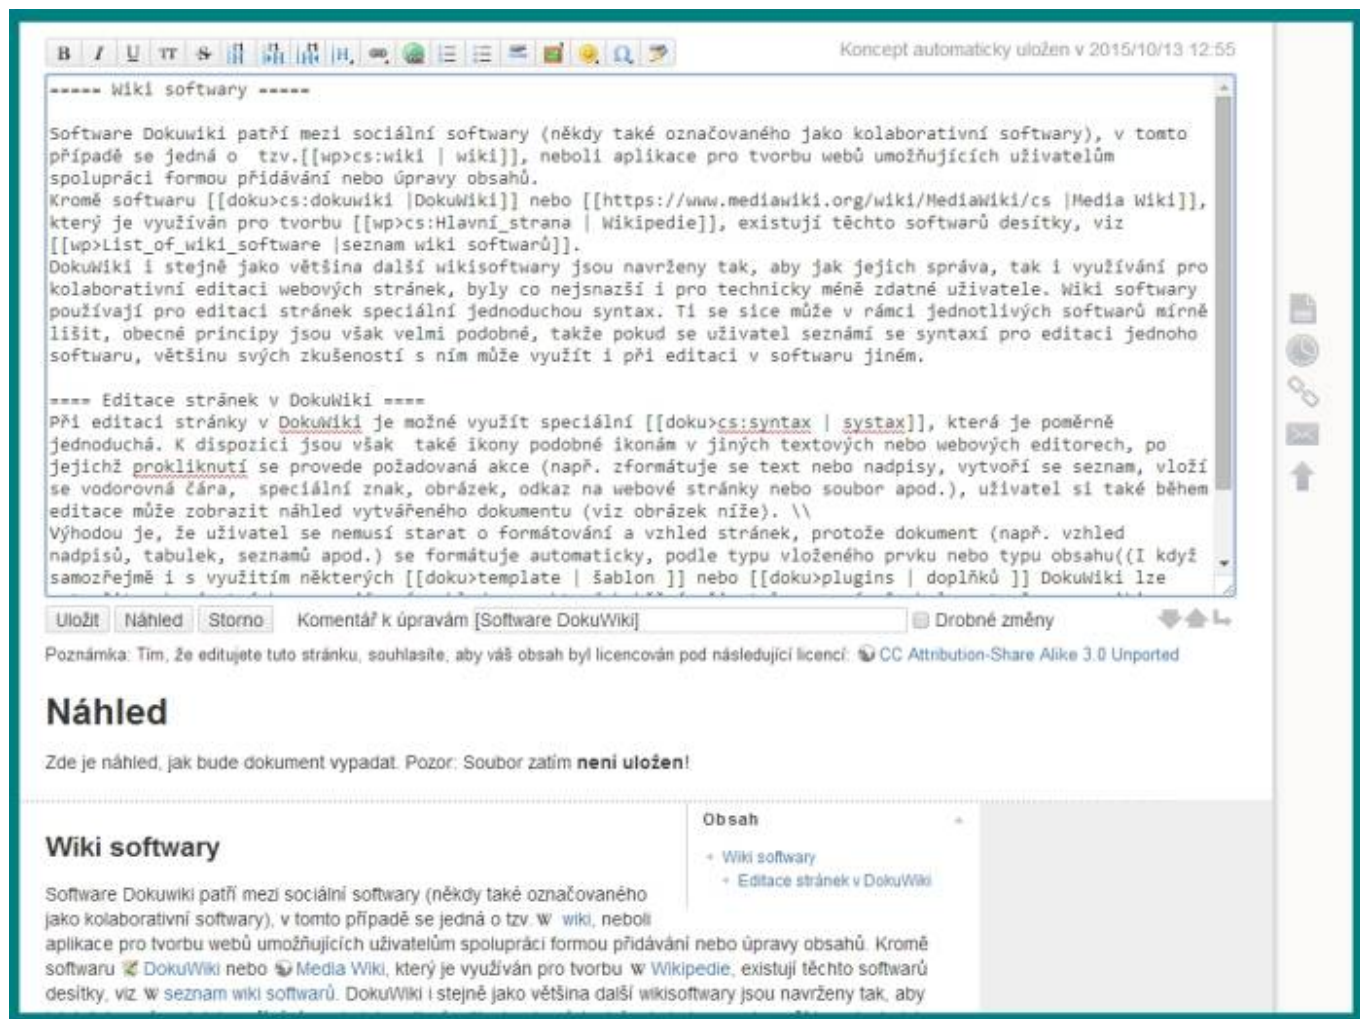 B I U TT S
Koncept automaticky uložen v 2015/10/13 12:55
===== Wiki softwary =====
Software Dokuwiki patří mezi sociální softwary (někdy také označovaného jako kolaborativní softwary), v tomto
případě se jedná o  tzv.[[wp>cs:wiki | wiki]], neboli aplikace pro tvorbu webů umožňujících uživatelům
spolupráci formou přidávání nebo úpravy obsahů.
Kromě softwaru [[doku>cs:dokuwiki |DokuWiki]] nebo [[https://www.mediawiki.org/wiki/MediaWiki/cs |Media Wiki]],
který je využíván pro tvorbu [[wp>cs:Hlavní_strana | Wikipedie]], existují těchto softwarů desítky, viz
[[wp>List_of_wiki_software |seznam wiki softwarů]].
DokuWiki i stejně jako většina další wikisoftwary jsou navrženy tak, aby jak jejich správa, tak i využívání pro
kolaborativní editaci webových stránek, byly co nejsnazší i pro technicky méně zdatné uživatele. Wiki softwary
používají pro editaci stránek speciální jednoduchou syntax. Ti se sice může v rámci jednotlivých softwarů mírně
lišit, obecné principy jsou však velmi podobné, takže pokud se uživatel seznámí se syntaxí pro editaci jednoho
softwaru, většinu svých zkušeností s ním může využít i při editaci v softwaru jiném.
==== Editace stránek v DokuWiki ====
Při editaci stránky v DokuWiki je možné využít speciální [[doku>cs:syntax | systax]], která je poměrně
jednoduchá. K dispozici jsou však  také ikony podobné ikonám v jiných textových nebo webových editorech, po
jejichž prokliknutí se provede požadovaná akce (např. zformátuje se text nebo nadpisy, vytvoří se seznam, vloží
se vodorovná čára,  speciální znak, obrázek, odkaz na webové stránky nebo soubor apod.), uživatel si také během
editace může zobrazit náhled vytvářeného dokumentu (viz obrázek níže). \\
Výhodou je, že uživatel se nemusí starat o formátování a vzhled stránek, protože dokument (např. vzhled
nadpisů, tabulek, seznamů apod.) se formátuje automaticky, podle typu vloženého prvku nebo typu obsahu((I když
samozřejmě i s využitím některých [[doku>template | šablon ]] nebo [[doku>plugins | doplňků ]] DokuWiki lze
Uložit Náhled Storno Komentář k úpravám [Software DokuWiki] Drobné změny
Poznámka: Tím, že editujete tuto stránku, souhlasíte, aby váš obsah byl licencován pod následující licencí: CC Attribution-Share Alike 3.0 Unported
Náhled
Zde je náhled, jak bude dokument vypadat. Pozor: Soubor zatím není uložen!
Obsah
Wiki softwary
Editace stránek v DokuWiki
Wiki softwary
Software Dokuwiki patří mezi sociální softwary (někdy také označovaného
jako kolaborativní softwary), v tomto případě se jedná o tzv. W wiki, neboli
aplikace pro tvorbu webů umožňujících uživatelům spolupráci formou přidávání nebo úpravy obsahů. Kromě
softwaru DokuWiki nebo Media Wiki, který je využíván pro tvorbu W Wikipedie, existují těchto softwarů
desítky, viz W seznam wiki softwarů. DokuWiki i stejně jako většina další wikisoftwary jsou navrženy tak, aby